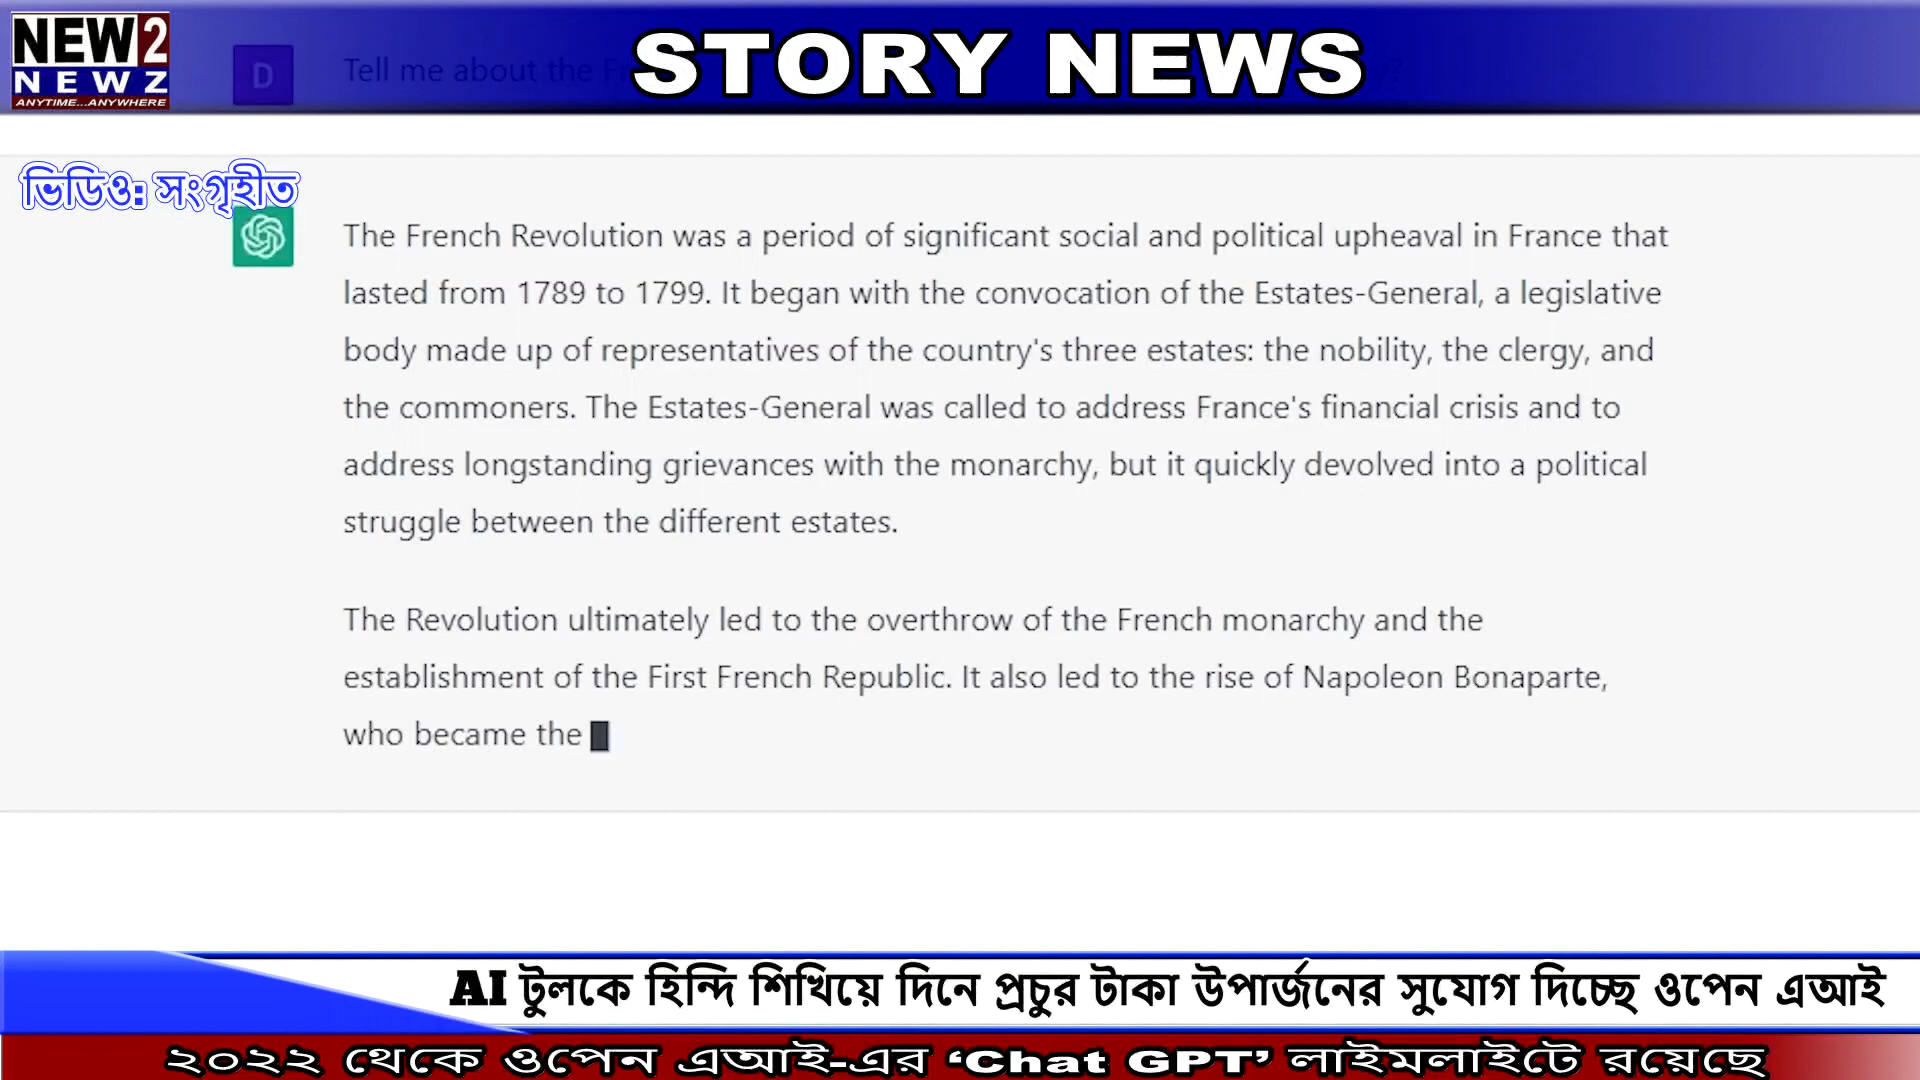 NEW2
NEWZ
ANYTIME...ANYWHERE
STORY NEWS
D
Tell me about the
ভিডিও: সংগৃহীত
The French Revolution was a period of significant social and political upheaval in France that
lasted from 1789 to 1799. It began with the convocation of the Estates-General, a legislative
body made up of representatives of the country's three estates: the nobility, the clergy, and
the commoners. The Estates-General was called to address France's financial crisis and to
address longstanding grievances with the monarchy, but it quickly devolved into a political
struggle between the different estates.
The Revolution ultimately led to the overthrow of the French monarchy and the
establishment of the First French Republic. It also led to the rise of Napoleon Bonaparte,
who became the
AI টুলকে হিন্দি শিখিয়ে দিনে প্রচুর টাকা উপার্জনের সুযোগ দিচ্ছে ওপেন এআই
২০২২ থেকে ওপেন এআই-এর ‘Chat GPT’ লাইমলাইটে রয়েছে